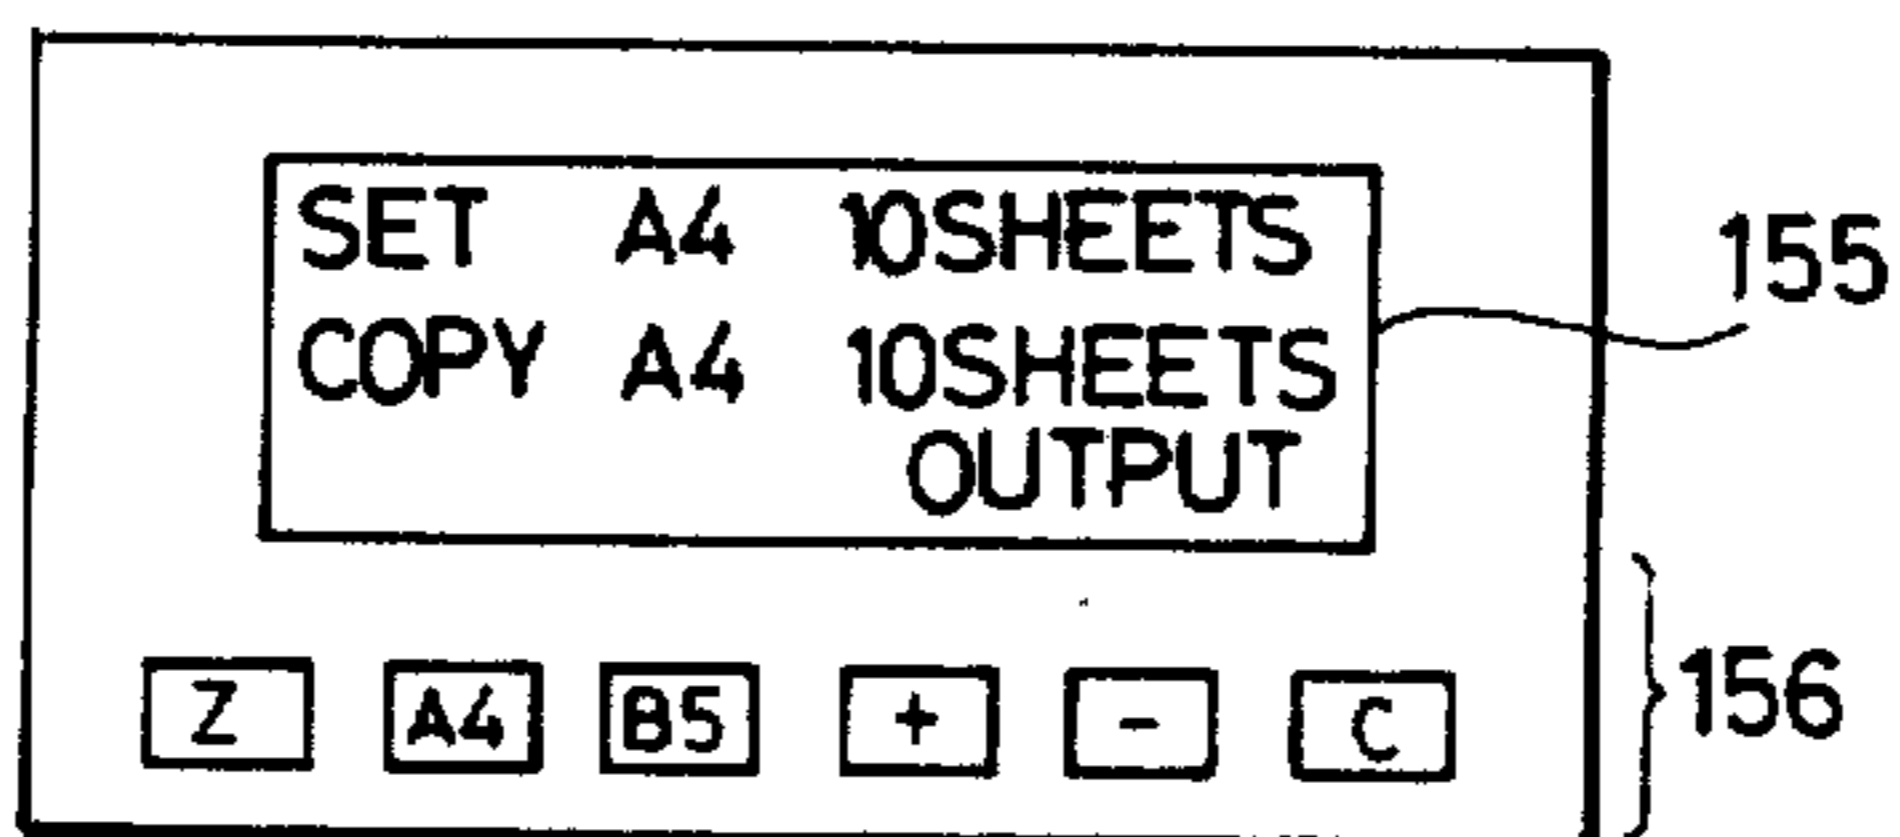 SET A4 10SHEETS
155
COPY A4 10SHEETS
OUTPUT
Z A4 B5 + - C
156